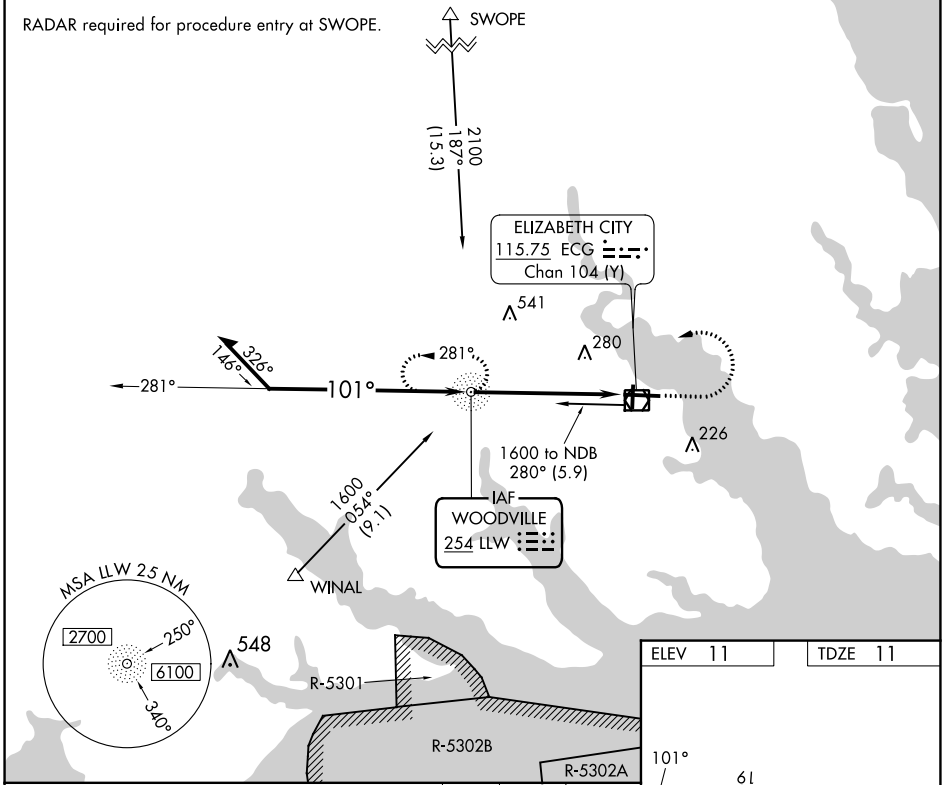 RADAR required for procedure entry at SWOPE.
SWOPE
2100
187°
(15.3)
ELIZABETH CITY
115.75 ECG
Chan 104 (Y)
541
280
281°
326°
146°
281°
101°
226
1600 to NDB
280° (5.9)
1600
054°
(9.1)
IAF
WOODVILLE
254 LLW
WINAL
MSA LLW 25 NM
2700
250°
6100
340°
548
R-5301
R-5302B
R-5302A
ELEV 11
TDZE 11
101°
61